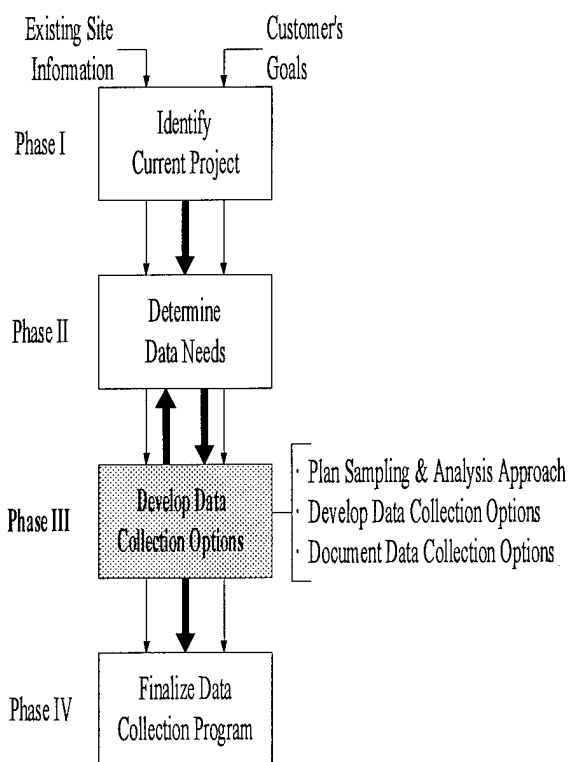 Existing Site
Information
Customer's
Goals
Phase I
Identify
Current Project
Phase II
Determine
Data Needs
Phase III
Develop Data
Collection Options
· Plan Sampling & Analysis Approach
· Develop Data Collection Options
· Document Data Collection Options
Phase IV
Finalize Data
Collection Program